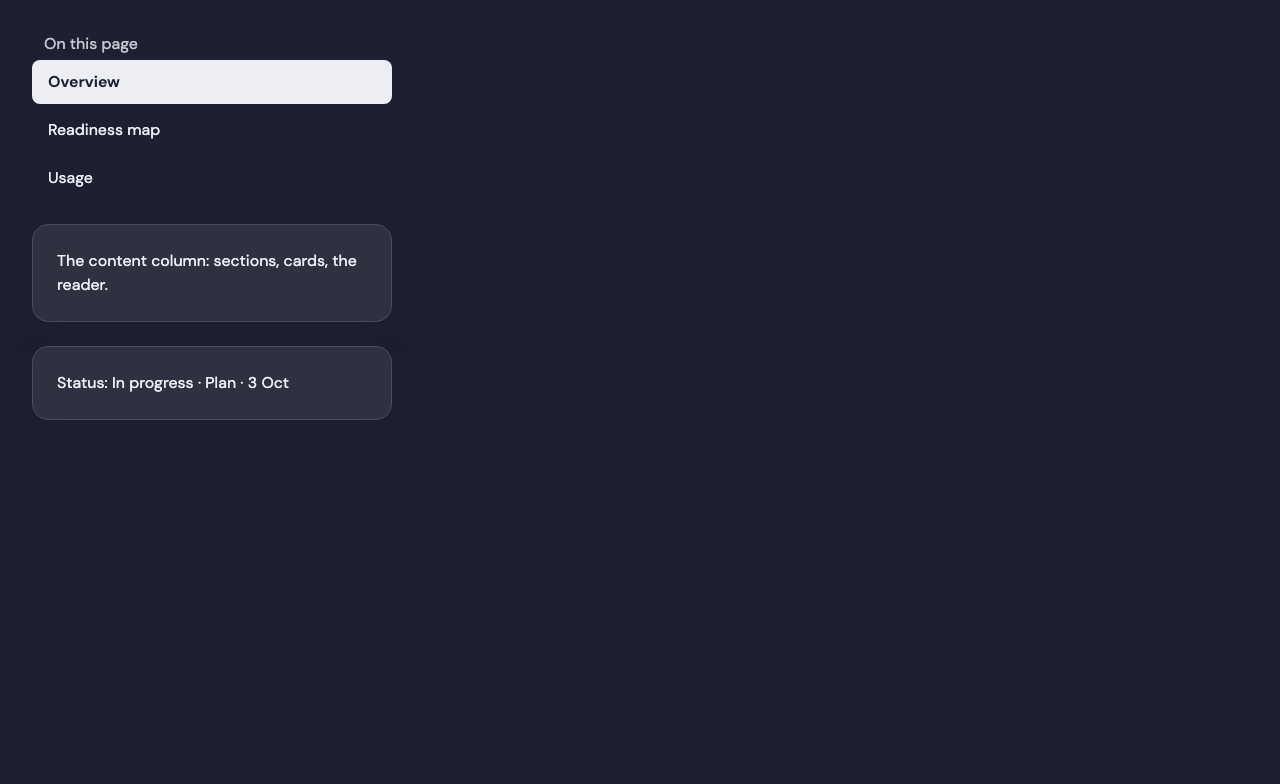 On this page
Overview
Readiness map
Usage
The content column: sections, cards, the
reader.
Status: In progress · Plan · 3 Oct